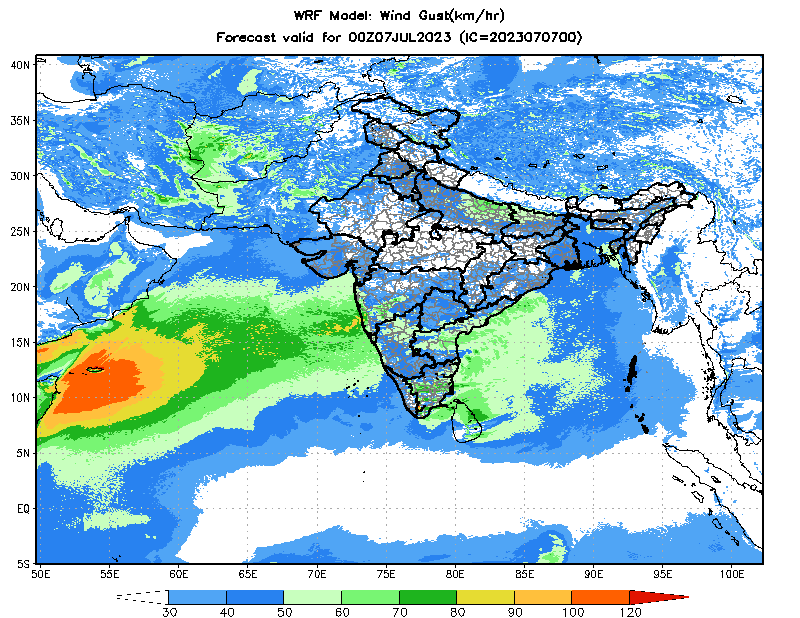 WRF Model: Wind Gust(km/hr)
Forecast valid for 00Z07JUL2023 (IC=2023070700)
40N
35N
30N
25N
20N
15N
10N
5N
EQ
5S
50E 55E 60E 65E 70E 75E 80E 85E 90E 95E 100E
30 40 50 60 70 80 90 100 120